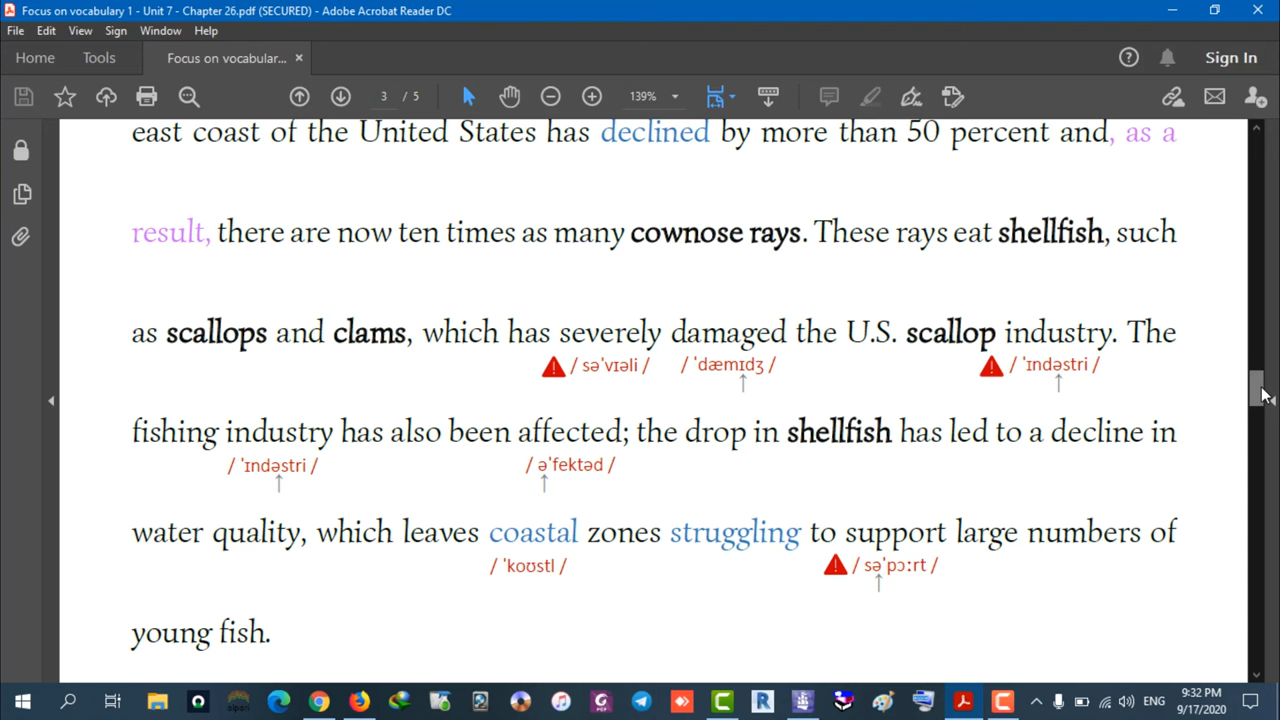 Focus on vocabulary 1 - Unit 7 - Chapter 26.pdf (SECURED) - Adobe Acrobat Reader DC
File Edit View Sign Window Help
Home Tools Focus on vocabular... × Sign In
3 / 5 139%
east coast of the United States has declined by more than 50 percent and, as a
result, there are now ten times as many cownose rays. These rays eat shellfish, such
as scallops and clams, which has severely damaged the U.S. scallop industry. The
/ səˈvɪəli / / ˈdæmɪdʒ / / ˈɪndəstri /
fishing industry has also been affected; the drop in shellfish has led to a decline in
/ ˈɪndəstri / / əˈfektəd /
water quality, which leaves coastal zones struggling to support large numbers of
/ ˈkoʊstl / / səˈpɔːrt /
young fish.
ENG 9:32 PM
9/17/2020